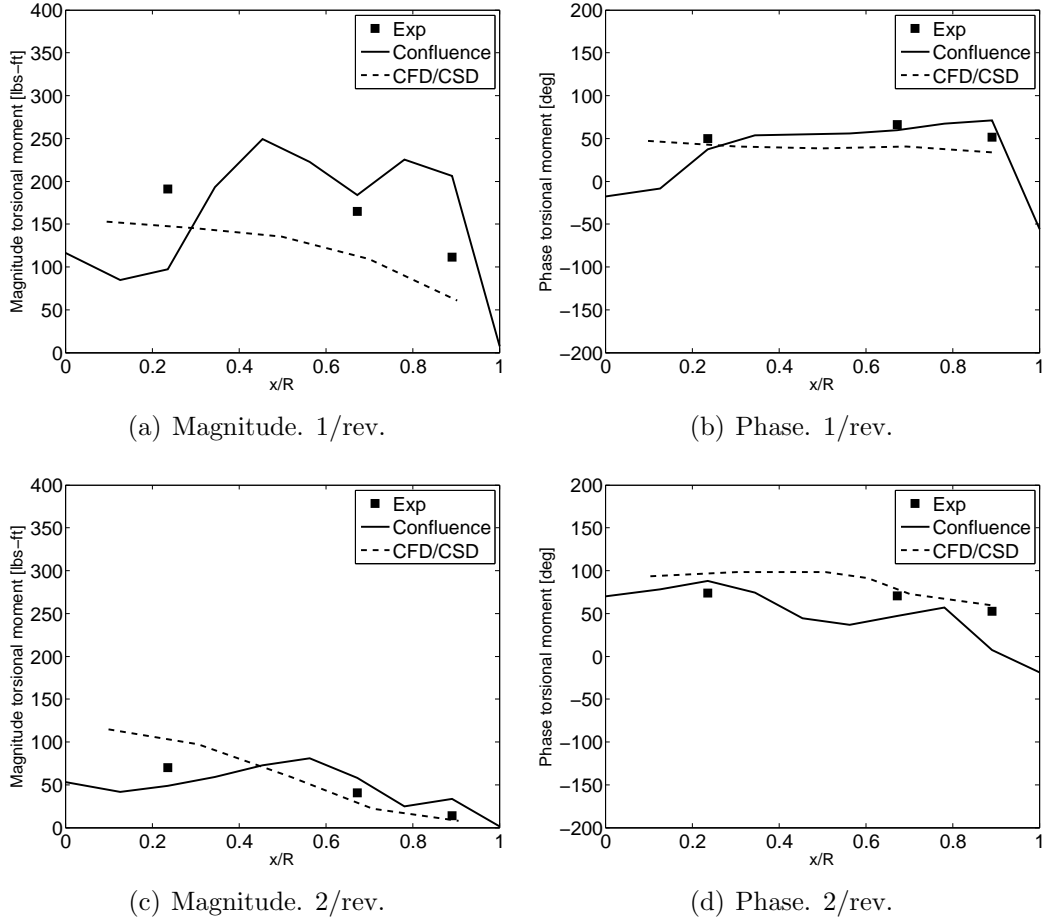 400
350
300
250
200
150
100
50
0
0 0.2 0.4 0.6 0.8 1
x/R
Magnitude torsional moment [lbs−ft]
Exp
Confluence
CFD/CSD
(a) Magnitude. 1/rev.
200
150
100
50
0
−50
−100
−150
−200
0 0.2 0.4 0.6 0.8 1
x/R
Phase torsional moment [deg]
Exp
Confluence
CFD/CSD
(b) Phase. 1/rev.
400
350
300
250
200
150
100
50
0
0 0.2 0.4 0.6 0.8 1
x/R
Magnitude torsional moment [lbs−ft]
Exp
Confluence
CFD/CSD
(c) Magnitude. 2/rev.
200
150
100
50
0
−50
−100
−150
−200
0 0.2 0.4 0.6 0.8 1
x/R
Phase torsional moment [deg]
Exp
Confluence
CFD/CSD
(d) Phase. 2/rev.